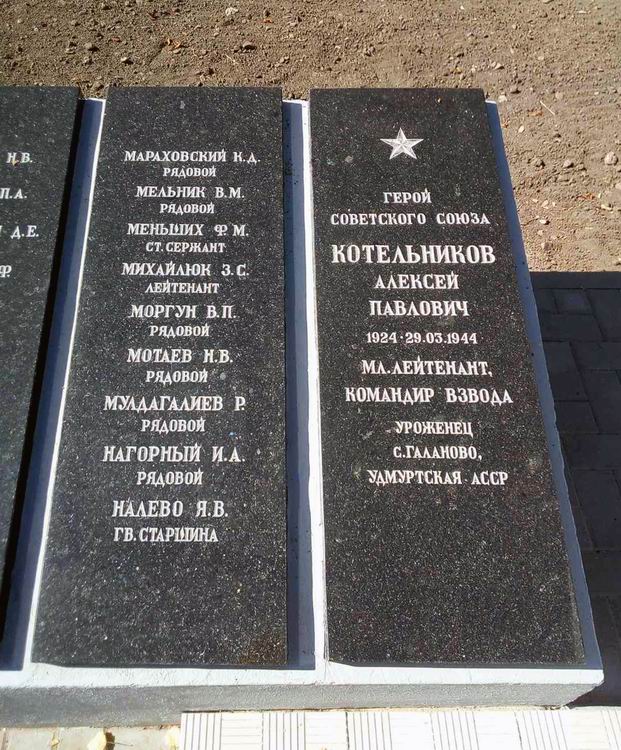 Н.В.
П.А.
Д.Е.
МАРАХОВСКИЙ К.Д.
РЯДОВОЙ
МЕЛЬНИК В.М.
РЯДОВОЙ
МЕНЬШИХ Ф.М.
СТ. СЕРЖАНТ
МИХАЙЛЮК З.С.
ЛЕЙТЕНАНТ
МОРГУН В.П.
РЯДОВОЙ
МОТАЕВ Н.В.
РЯДОВОЙ
МУЛДАГАЛИЕВ Р.
РЯДОВОЙ
НАГОРНЫЙ И.А.
РЯДОВОЙ
НАЛЕВО Я.В.
ГВ. СТАРШИНА
ГЕРОЙ
СОВЕТСКОГО СОЮЗА
КОТЕЛЬНИКОВ
АЛЕКСЕЙ
ПАВЛОВИЧ
1924 - 29.03.1944
МЛ. ЛЕЙТЕНАНТ,
КОМАНДИР ВЗВОДА
УРОЖЕНЕЦ
С. ГАЛАНОВО,
УДМУРТСКАЯ АССР